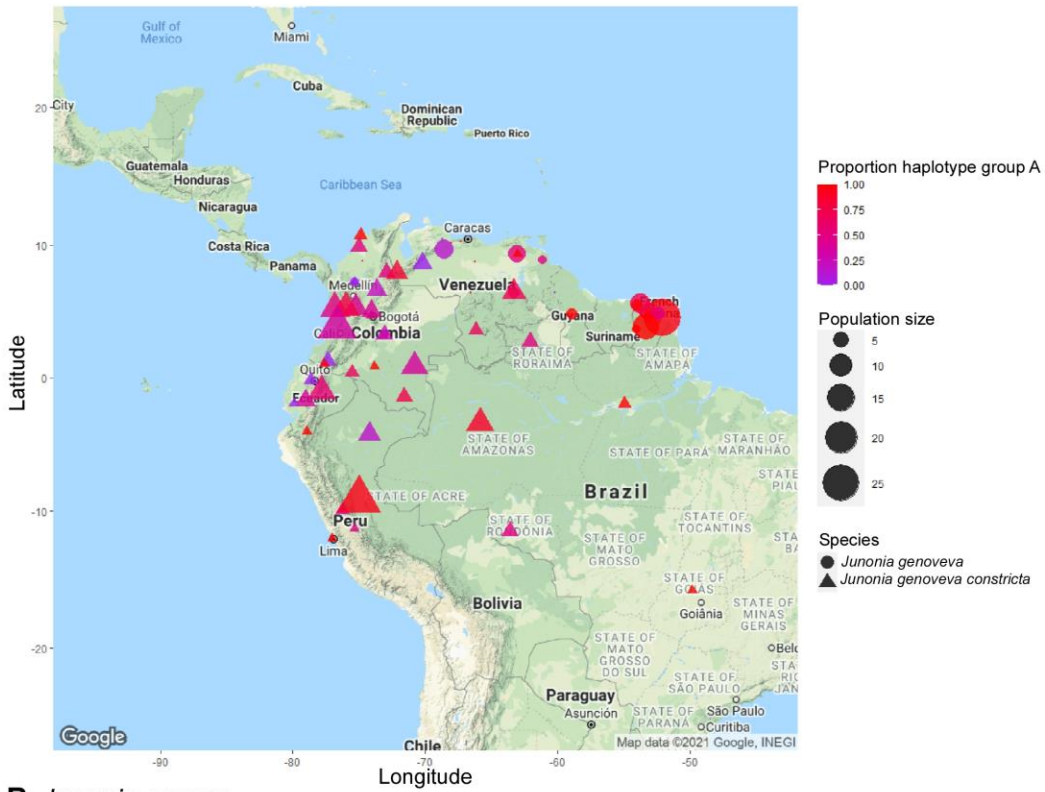 Gulf of
Mexico
Miami
Cuba
20
City
Dominican
Republic
Puerto Rico
Guatemala
Honduras
Caribbean Sea
Nicaragua
10
Costa Rica
Caracas
Panama
Venezuela
Bogotá
Guyana
French
Colombia
Suriname
STATE OF
RORAIMA
STATE OF
AMAPÁ
0
Quito
Ecuador
STATE OF
AMAZONAS
STATE OF PARÁ
STATE OF
MARANHÃO
STATE OF ACRE
Brazil
-10
Peru
Lima
STATE OF
TOCANTINS
STATE OF
MATO
GROSSO
STATE OF
GOIÁS
Goiânia
Bolivia
STATE OF
MINAS
GERAIS
-20
STATE OF
MATO
GROSSO
DO SUL
STATE OF
SÃO PAULO
São Paulo
Paraguay
Asunción
STATE OF
PARANÁ
Curitiba
Chile
Google
Map data ©2021 Google, INEGI
-90
-80
-70
-60
-50
Latitude
Longitude
Proportion haplotype group A
1.00
0.75
0.50
0.25
0.00
Population size
5
10
15
20
25
Species
Junonia genoveva
Junonia genoveva constricta